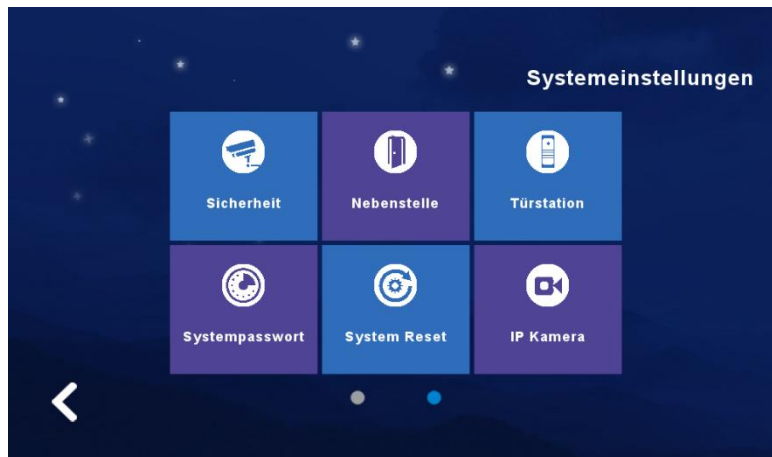 Systemeinstellungen
Sicherheit
Nebenstelle
Türstation
Systempasswort
System Reset
IP Kamera